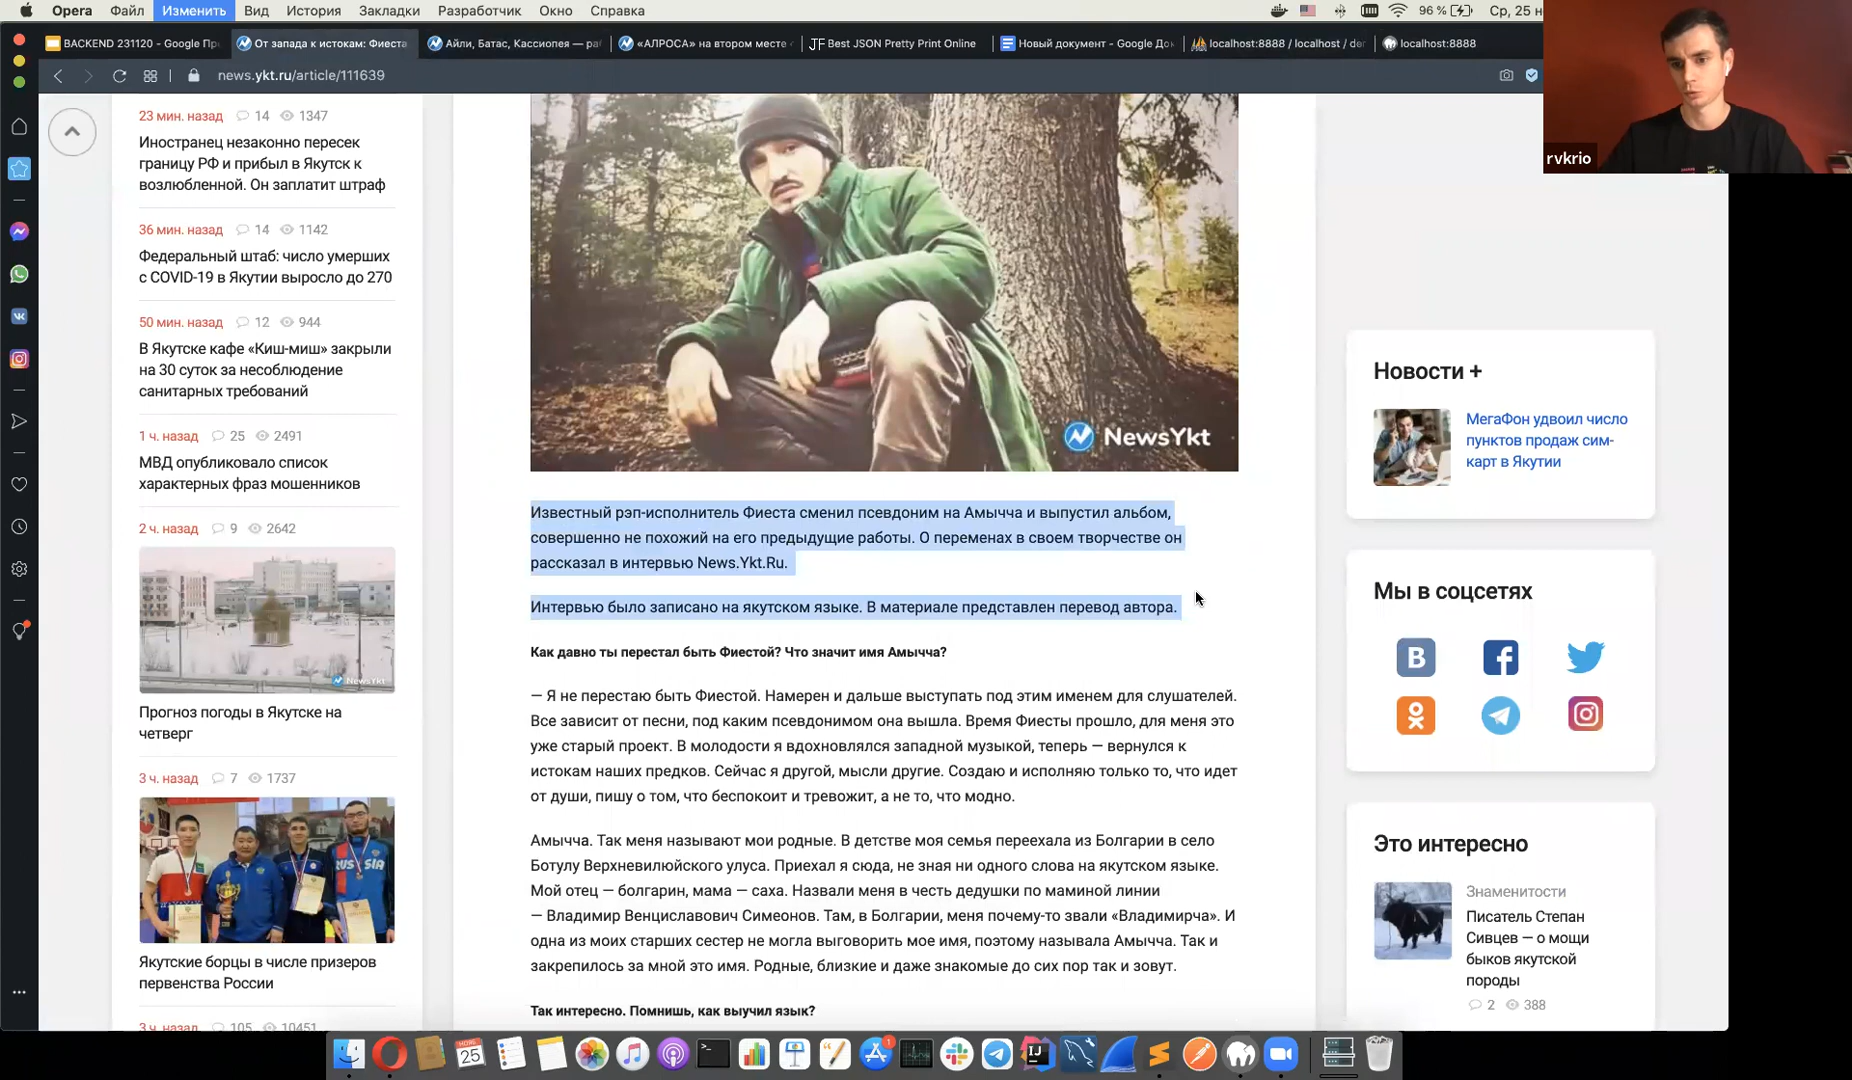 Opera Файл Изменить Вид История Закладки Разработчик Окно Справка 96 % Ср, 25 н
BACKEND 231120 - Google Пр
От запада к истокам: Фиеста
Айли, Батас, Кассиопея — ра
«АЛРОСА» на втором месте
JF Best JSON Pretty Print Online
Новый документ - Google До
localhost:8888 / localhost / de
localhost:8888
news.ykt.ru/article/111639
rvkrio
23 мин. назад 14 1347
Иностранец незаконно пересек
границу РФ и прибыл в Якутск к
возлюбленной. Он заплатит штраф
36 мин. назад 14 1142
Федеральный штаб: число умерших
с COVID-19 в Якутии выросло до 270
50 мин. назад 12 944
В Якутске кафе «Киш-миш» закрыли
на 30 суток за несоблюдение
санитарных требований
1 ч. назад 25 2491
МВД опубликовало список
характерных фраз мошенников
2 ч. назад 9 2642
NewsYkt
Прогноз погоды в Якутске на
четверг
3 ч. назад 7 1737
RUSSIA
Якутские борцы в числе призеров
первенства России
3 ч. назад 105 10451
NewsYkt
Известный рэп-исполнитель Фиеста сменил псевдоним на Амычча и выпустил альбом,
совершенно не похожий на его предыдущие работы. О переменах в своем творчестве он
рассказал в интервью News.Ykt.Ru.
Интервью было записано на якутском языке. В материале представлен перевод автора.
Как давно ты перестал быть Фиестой? Что значит имя Амычча?
— Я не перестаю быть Фиестой. Намерен и дальше выступать под этим именем для слушателей.
Все зависит от песни, под каким псевдонимом она вышла. Время Фиесты прошло, для меня это
уже старый проект. В молодости я вдохновлялся западной музыкой, теперь — вернулся к
истокам наших предков. Сейчас я другой, мысли другие. Создаю и исполняю только то, что идет
от души, пишу о том, что беспокоит и тревожит, а не то, что модно.
Амычча. Так меня называют мои родные. В детстве моя семья переехала из Болгарии в село
Ботулу Верхневилюйского улуса. Приехал я сюда, не зная ни одного слова на якутском языке.
Мой отец — болгарин, мама — саха. Назвали меня в честь дедушки по маминой линии
— Владимир Венциславович Симеонов. Там, в Болгарии, меня почему-то звали «Владимирча». И
одна из моих старших сестер не могла выговорить мое имя, поэтому называла Амычча. Так и
закрепилось за мной это имя. Родные, близкие и даже знакомые до сих пор так и зовут.
Так интересно. Помнишь, как выучил язык?
Новости +
МегаФон удвоил число
пунктов продаж сим-
карт в Якутии
Мы в соцсетях
Это интересно
Знаменитости
Писатель Степан
Сивцев — о мощи
быков якутской
породы
2 388
25
1